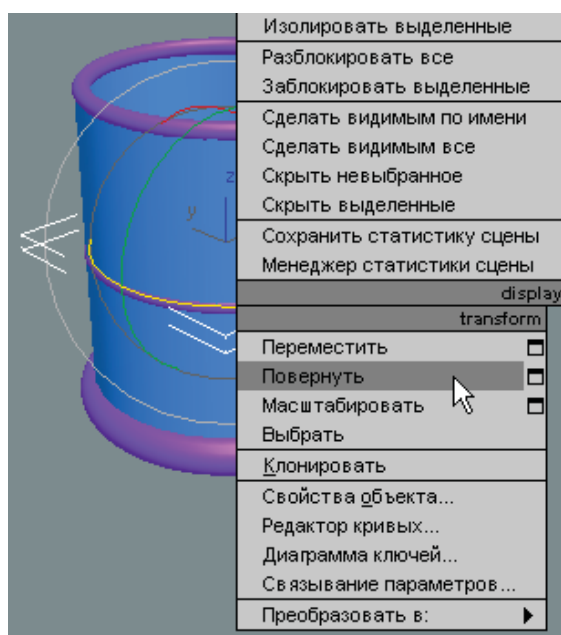 Изолировать выделенные
Разблокировать все
Заблокировать выделенные
Сделать видимым по имени
Сделать видимым все
Скрыть невыбранное
Скрыть выделенные
Сохранить статистику сцены
Менеджер статистики сцены
display
transform
z
y
Переместить
Повернуть
Масштабировать
Выбрать
Клонировать
Свойства объекта...
Редактор кривых...
Диаграмма ключей...
Связывание параметров...
Преобразовать в: